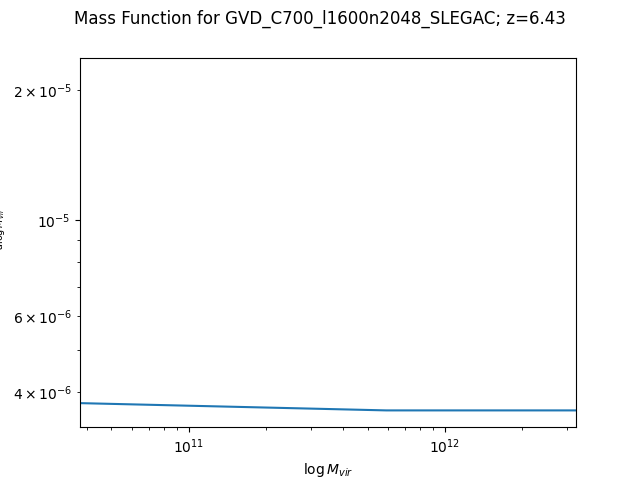 Mass Function for GVD_C700_l1600n2048_SLEGAC; z=6.43
2 × 10⁻⁵
10⁻⁵
6 × 10⁻⁶
4 × 10⁻⁶
10¹¹ 10¹²
log M_vir